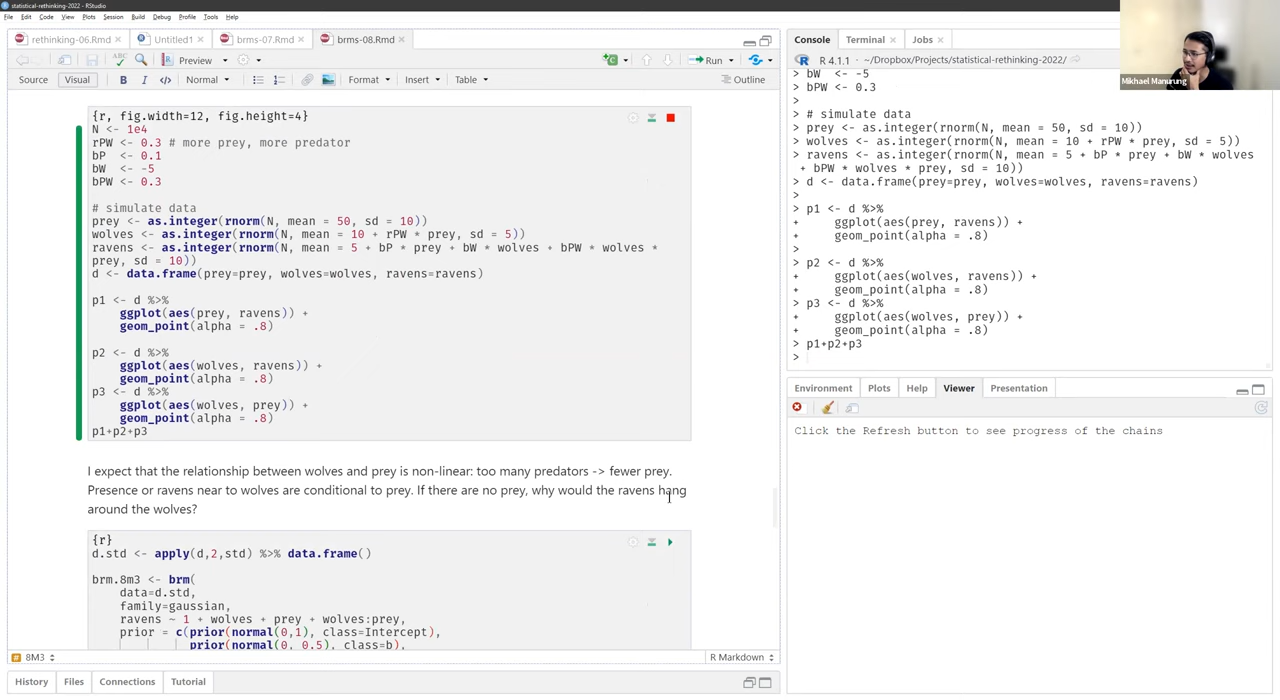 statistical-rethinking-2022 - RStudio
File Edit Code View Plots Session Build Debug Profile Tools Help
rethinking-06.Rmd × Untitled1 × brms-07.Rmd × brms-08.Rmd ×
ABC Preview Run
Source Visual B I </> Normal Format Insert Table Outline
{r, fig.width=12, fig.height=4}
N <- 1e4
rPW <- 0.3 # more prey, more predator
bP <- 0.1
bW <- -5
bPW <- 0.3
# simulate data
prey <- as.integer(rnorm(N, mean = 50, sd = 10))
wolves <- as.integer(rnorm(N, mean = 10 + rPW * prey, sd = 5))
ravens <- as.integer(rnorm(N, mean = 5 + bP * prey + bW * wolves + bPW * wolves *
prey, sd = 10))
d <- data.frame(prey=prey, wolves=wolves, ravens=ravens)
p1 <- d %>%
ggplot(aes(prey, ravens)) +
geom_point(alpha = .8)
p2 <- d %>%
ggplot(aes(wolves, ravens)) +
geom_point(alpha = .8)
p3 <- d %>%
ggplot(aes(wolves, prey)) +
geom_point(alpha = .8)
p1+p2+p3
I expect that the relationship between wolves and prey is non-linear: too many predators -> fewer prey.
Presence or ravens near to wolves are conditional to prey. If there are no prey, why would the ravens hang
around the wolves?
{r}
d.std <- apply(d,2,std) %>% data.frame()
brm.8m3 <- brm(
data=d.std,
family=gaussian,
ravens ~ 1 + wolves + prey + wolves:prey,
prior = c(prior(normal(0,1), class=Intercept),
prior(normal(0, 0.5), class=b),
# 8M3 R Markdown
History Files Connections Tutorial
Console Terminal × Jobs ×
R 4.1.1 · ~/Dropbox/Projects/statistical-rethinking-2022/
> bW <- -5
> bPW <- 0.3
>
> # simulate data
> prey <- as.integer(rnorm(N, mean = 50, sd = 10))
> wolves <- as.integer(rnorm(N, mean = 10 + rPW * prey, sd = 5))
> ravens <- as.integer(rnorm(N, mean = 5 + bP * prey + bW * wolves
+ bPW * wolves * prey, sd = 10))
> d <- data.frame(prey=prey, wolves=wolves, ravens=ravens)
>
> p1 <- d %>%
+ ggplot(aes(prey, ravens)) +
+ geom_point(alpha = .8)
>
> p2 <- d %>%
+ ggplot(aes(wolves, ravens)) +
+ geom_point(alpha = .8)
> p3 <- d %>%
+ ggplot(aes(wolves, prey)) +
+ geom_point(alpha = .8)
> p1+p2+p3
>
Environment Plots Help Viewer Presentation
Click the Refresh button to see progress of the chains
Mikhael Manurung